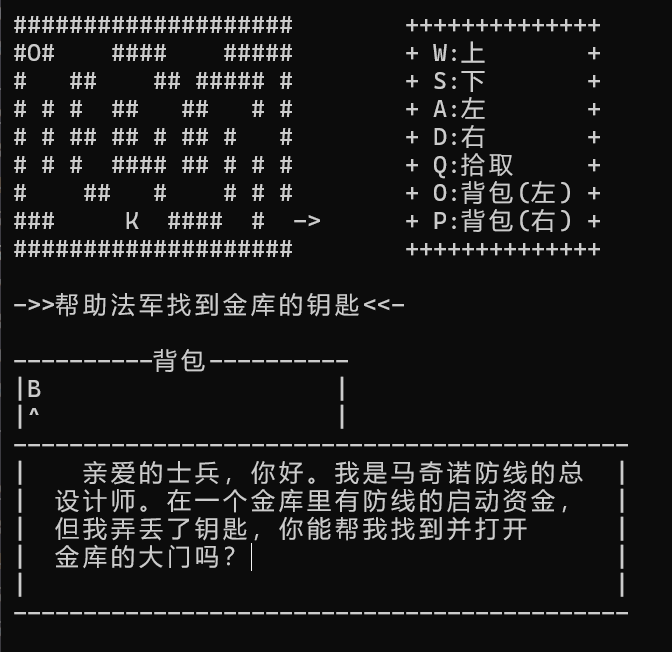 ####################        ++++++++++++++
#O#    ####    #####        + W:上       +
#   ##    ## ##### #        + S:下       +
# # #  ##   ##   # #        + A:左       +
# # ## ## # ## #   #        + D:右       +
# # #  #### ## # # #        + Q:拾取     +
#    ##   #    # # #        + O:背包(左) +
###     K  ####  #  ->      + P:背包(右) +
####################        ++++++++++++++
->>帮助法军找到金库的钥匙<<-
----------背包----------
|B                     |
|^                     |
--------------------------------------------
|    亲爱的士兵, 你好。我是马奇诺防线的总  |
|  设计师。在一个金库里有防线的启动资金,   |
|  但我弄丢了钥匙, 你能帮我找到并打开      |
|  金库的大门吗?                           |
|                                          |
--------------------------------------------